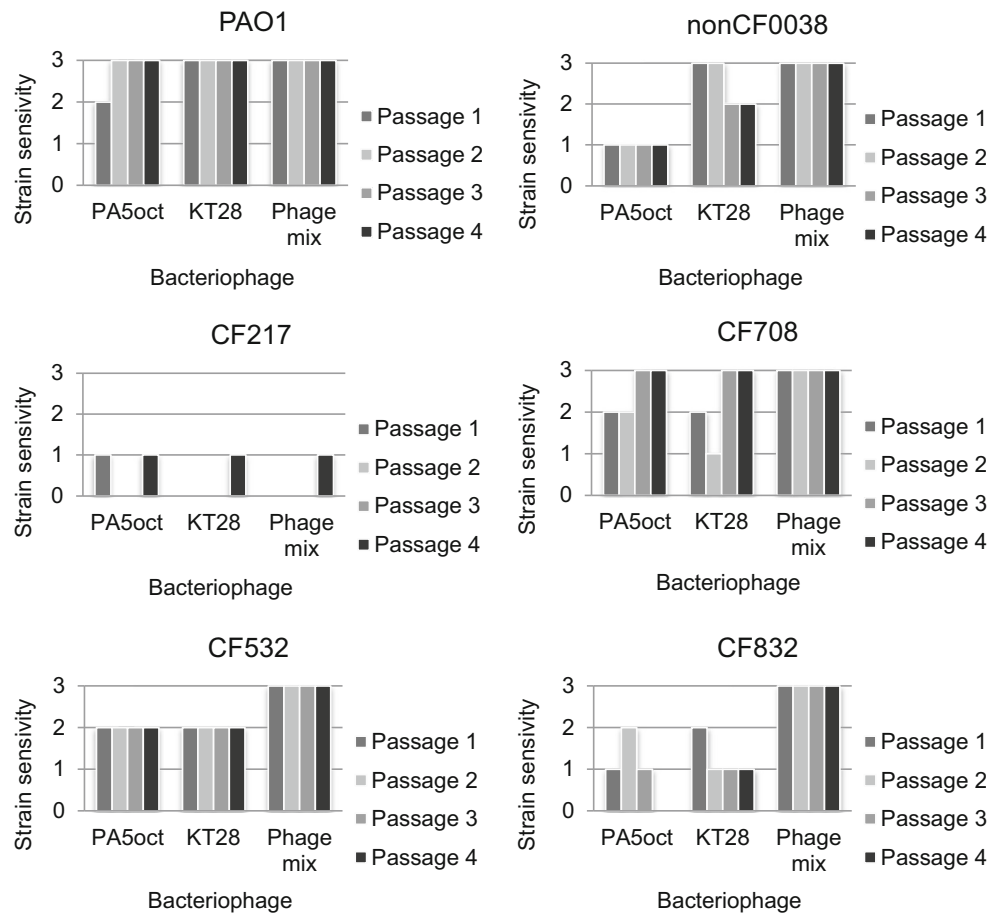 PAO1
Strain sensivity
3
2
1
0
PA5oct KT28 Phage
mix
Bacteriophage
Passage 1
Passage 2
Passage 3
Passage 4
nonCF0038
Strain sensivity
3
2
1
0
PA5oct KT28 Phage
mix
Bacteriophage
Passage 1
Passage 2
Passage 3
Passage 4
CF217
Strain sensivity
3
2
1
0
PA5oct KT28 Phage
mix
Bacteriophage
Passage 1
Passage 2
Passage 3
Passage 4
CF708
Strain sensivity
3
2
1
0
PA5oct KT28 Phage
mix
Bacteriophage
Passage 1
Passage 2
Passage 3
Passage 4
CF532
Strain sensivity
3
2
1
0
PA5oct KT28 Phage
mix
Bacteriophage
Passage 1
Passage 2
Passage 3
Passage 4
CF832
Strain sensivity
3
2
1
0
PA5oct KT28 Phage
mix
Bacteriophage
Passage 1
Passage 2
Passage 3
Passage 4